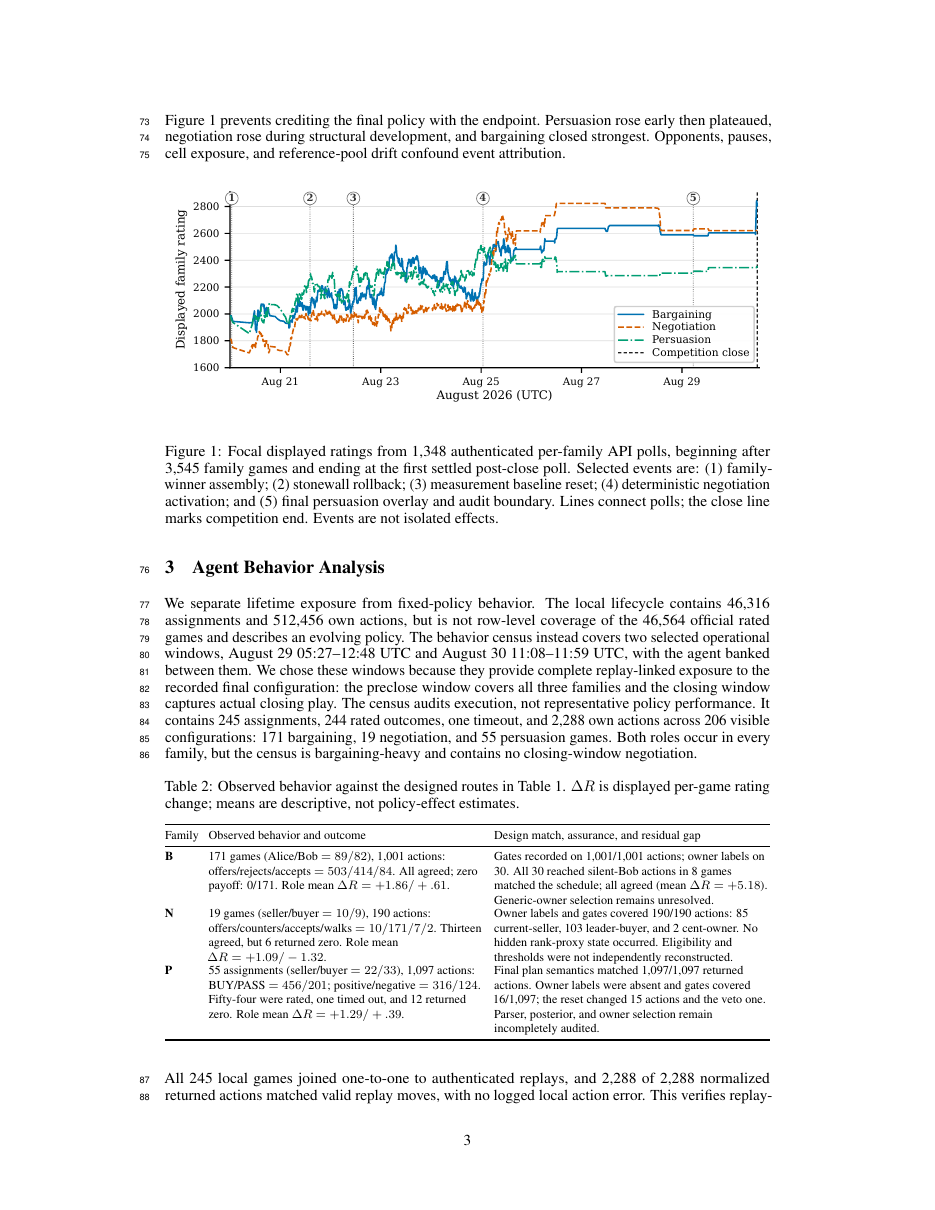 73 Figure 1 prevents crediting the final policy with the endpoint. Persuasion rose early then plateaued,
74 negotiation rose during structural development, and bargaining closed strongest. Opponents, pauses,
75 cell exposure, and reference-pool drift confound event attribution.
1 2 3 4 5
2800
2600
2400
2200
2000
1800
1600
Displayed family rating
Bargaining
Negotiation
Persuasion
Competition close
Aug 21 Aug 23 Aug 25 Aug 27 Aug 29
August 2026 (UTC)
Figure 1: Focal displayed ratings from 1,348 authenticated per-family API polls, beginning after
3,545 family games and ending at the first settled post-close poll. Selected events are: (1) family-
winner assembly; (2) stonewall rollback; (3) measurement baseline reset; (4) deterministic negotiation
activation; and (5) final persuasion overlay and audit boundary. Lines connect polls; the close line
marks competition end. Events are not isolated effects.
76 3 Agent Behavior Analysis
77 We separate lifetime exposure from fixed-policy behavior. The local lifecycle contains 46,316
78 assignments and 512,456 own actions, but is not row-level coverage of the 46,564 official rated
79 games and describes an evolving policy. The behavior census instead covers two selected operational
80 windows, August 29 05:27–12:48 UTC and August 30 11:08–11:59 UTC, with the agent banked
81 between them. We chose these windows because they provide complete replay-linked exposure to the
82 recorded final configuration: the preclose window covers all three families and the closing window
83 captures actual closing play. The census audits execution, not representative policy performance. It
84 contains 245 assignments, 244 rated outcomes, one timeout, and 2,288 own actions across 206 visible
85 configurations: 171 bargaining, 19 negotiation, and 55 persuasion games. Both roles occur in every
86 family, but the census is bargaining-heavy and contains no closing-window negotiation.
Table 2: Observed behavior against the designed routes in Table 1. ΔR is displayed per-game rating
change; means are descriptive, not policy-effect estimates.
Family Observed behavior and outcome Design match, assurance, and residual gap
B 171 games (Alice/Bob = 89/82), 1,001 actions: Gates recorded on 1,001/1,001 actions; owner labels on
offers/rejects/accepts = 503/414/84. All agreed; zero 30. All 30 reached silent-Bob actions in 8 games
payoff: 0/171. Role mean ΔR = +1.86/ + .61. matched the schedule; all agreed (mean ΔR = +5.18).
Generic-owner selection remains unresolved.
N 19 games (seller/buyer = 10/9), 190 actions: Owner labels and gates covered 190/190 actions: 85
offers/counters/accepts/walks = 10/171/7/2. Thirteen current-seller, 103 leader-buyer, and 2 cent-owner. No
agreed, but 6 returned zero. Role mean hidden rank-proxy state occurred. Eligibility and
ΔR = +1.09/ − 1.32. thresholds were not independently reconstructed.
P 55 assignments (seller/buyer = 22/33), 1,097 actions: Final plan semantics matched 1,097/1,097 returned
BUY/PASS = 456/201; positive/negative = 316/124. actions. Owner labels were absent and gates covered
Fifty-four were rated, one timed out, and 12 returned 16/1,097; the reset changed 15 actions and the veto one.
zero. Role mean ΔR = +1.29/ + .39. Parser, posterior, and owner selection remain
incompletely audited.
87 All 245 local games joined one-to-one to authenticated replays, and 2,288 of 2,288 normalized
88 returned actions matched valid replay moves, with no logged local action error. This verifies replay-
3